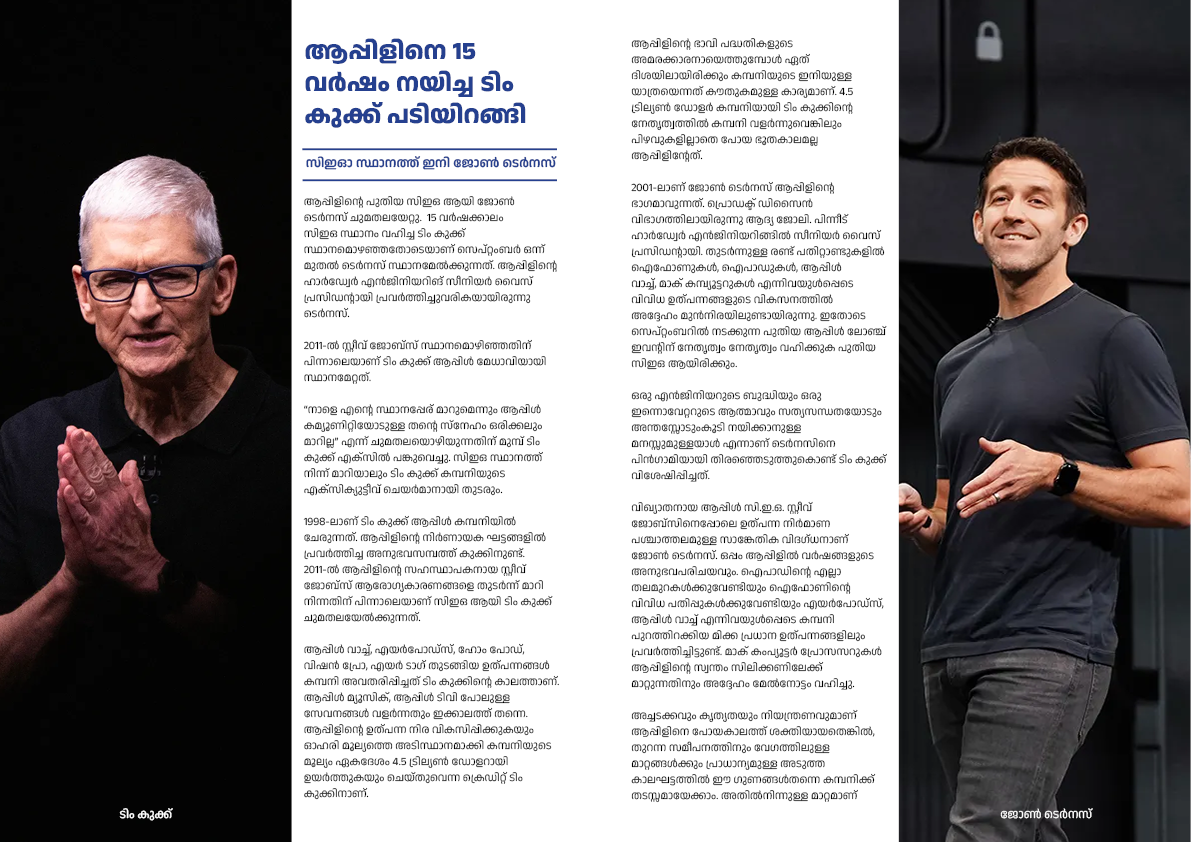 ആപ്പിളിനെ 15
വർഷം നയിച്ച ടിം
കുക്ക് പടിയിറങ്ങി
സിഇഓ സ്ഥാനത്ത് ഇനി ജോൺ ടെർനസ്
ആപ്പിളിന്റെ പുതിയ സിഇഒ ആയി ജോൺ
ടെർനസ് ചുമതലയേറ്റു. 15 വർഷക്കാലം
സിഇഒ സ്ഥാനം വഹിച്ച ടിം കുക്ക്
സ്ഥാനമൊഴിഞ്ഞതോടെയാണ് സെപ്റ്റംബർ ഒന്ന്
മുതൽ ടെർനസ് സ്ഥാനമേൽക്കുന്നത്. ആപ്പിളിന്റെ
ഹാർഡ്‌വേർ എൻജിനിയറിങ് സീനിയർ വൈസ്
പ്രസിഡന്റായി പ്രവർത്തിച്ചുവരികയായിരുന്നു
ടെർനസ്.
2011-ൽ സ്റ്റീവ് ജോബ്‌സ് സ്ഥാനമൊഴിഞ്ഞതിന്
പിന്നാലെയാണ് ടിം കുക്ക് ആപ്പിൾ മേധാവിയായി
സ്ഥാനമേറ്റത്.
“നാളെ എന്റെ സ്ഥാനപ്പേര് മാറുമെന്നും ആപ്പിൾ
കമ്യൂണിറ്റിയോടുള്ള തന്റെ സ്‌നേഹം ഒരിക്കലും
മാറില്ല” എന്ന് ചുമതലയൊഴിയുന്നതിന് മുമ്പ് ടിം
കുക്ക് എക്‌സിൽ പങ്കുവെച്ചു. സിഇഒ സ്ഥാനത്ത്
നിന്ന് മാറിയാലും ടിം കുക്ക് കമ്പനിയുടെ
എക്‌സിക്യുട്ടീവ് ചെയർമാനായി തുടരും.
1998-ലാണ് ടിം കുക്ക് ആപ്പിൾ കമ്പനിയിൽ
ചേരുന്നത്. ആപ്പിളിന്റെ നിർണായക ഘട്ടങ്ങളിൽ
പ്രവർത്തിച്ച അനുഭവസമ്പത്ത് കുക്കിനുണ്ട്.
2011-ൽ ആപ്പിളിന്റെ സഹസ്ഥാപകനായ സ്റ്റീവ്
ജോബ്‌സ് ആരോഗ്യകാരണങ്ങളെ തുടർന്ന് മാറി
നിന്നതിന് പിന്നാലെയാണ് സിഇഒ ആയി ടിം കുക്ക്
ചുമതലയേൽക്കുന്നത്.
ആപ്പിൾ വാച്ച്, എയർപോഡ്‌സ്, ഹോം പോഡ്,
വിഷൻ പ്രോ, എയർ ടാഗ് തുടങ്ങിയ ഉത്പന്നങ്ങൾ
കമ്പനി അവതരിപ്പിച്ചത് ടിം കുക്കിന്റെ കാലത്താണ്.
ആപ്പിൾ മ്യൂസിക്, ആപ്പിൾ ടിവി പോലുള്ള
സേവനങ്ങൾ വളർന്നതും ഇക്കാലത്ത് തന്നെ.
ആപ്പിളിന്റെ ഉത്പന്ന നിര വികസിപ്പിക്കുകയും
ഓഹരി മൂല്യത്തെ അടിസ്ഥാനമാക്കി കമ്പനിയുടെ
മൂല്യം ഏകദേശം 4.5 ട്രില്യൺ ഡോളറായി
ഉയർത്തുകയും ചെയ്തുവെന്ന ക്രെഡിറ്റ് ടിം
കുക്കിനാണ്.
ആപ്പിളിന്റെ ഭാവി പദ്ധതികളുടെ
അമരക്കാരനായെത്തുമ്പോൾ ഏത്
ദിശയിലായിരിക്കും കമ്പനിയുടെ ഇനിയുള്ള
യാത്രയെന്നത് കൗതുകമുള്ള കാര്യമാണ്. 4.5
ട്രില്യൺ ഡോളർ കമ്പനിയായി ടിം കുക്കിന്റെ
നേതൃത്വത്തിൽ കമ്പനി വളർന്നുവെങ്കിലും
പിഴവുകളില്ലാതെ പോയ ഭൂതകാലമല്ല
ആപ്പിളിന്റേത്.
2001-ലാണ് ജോൺ ടെർനസ് ആപ്പിളിന്റെ
ഭാഗമാവുന്നത്. പ്രൊഡക്ട് ഡിസൈൻ
വിഭാഗത്തിലായിരുന്നു ആദ്യ ജോലി. പിന്നീട്
ഹാർഡ്‌വേർ എൻജിനിയറിങ്ങിൽ സീനിയർ വൈസ്
പ്രസിഡന്റായി. തുടർന്നുള്ള രണ്ട് പതിറ്റാണ്ടുകളിൽ
ഐഫോണുകൾ, ഐപാഡുകൾ, ആപ്പിൾ
വാച്ച്, മാക് കമ്പ്യൂട്ടറുകൾ എന്നിവയുൾപ്പെടെ
വിവിധ ഉത്പന്നങ്ങളുടെ വികസനത്തിൽ
അദ്ദേഹം മുൻനിരയിലുണ്ടായിരുന്നു. ഇതോടെ
സെപ്റ്റംബറിൽ നടക്കുന്ന പുതിയ ആപ്പിൾ ലോഞ്ച്
ഇവന്റിന് നേതൃത്വം നേതൃത്വം വഹിക്കുക പുതിയ
സിഇഒ ആയിരിക്കും.
ഒരു എൻജിനിയറുടെ ബുദ്ധിയും ഒരു
ഇന്നൊവേറ്ററുടെ ആത്മാവും സത്യസന്ധതയോടും
അന്തസ്സോടുംകൂടി നയിക്കാനുള്ള
മനസ്സുമുള്ളയാൾ എന്നാണ് ടെർനസിനെ
പിൻഗാമിയായി തിരഞ്ഞെടുത്തുകൊണ്ട് ടിം കുക്ക്
വിശേഷിപ്പിച്ചത്.
വിഖ്യാതനായ ആപ്പിൾ സി.ഇ.ഒ. സ്റ്റീവ്
ജോബ്‌സിനെപ്പോലെ ഉത്പന്ന നിർമാണ
പശ്ചാത്തലമുള്ള സാങ്കേതിക വിദഗ്ധനാണ്
ജോൺ ടെർനസ്. ഒപ്പം ആപ്പിളിൽ വർഷങ്ങളുടെ
അനുഭവപരിചയവും. ഐപാഡിന്റെ എല്ലാ
തലമുറകൾക്കുവേണ്ടിയും ഐഫോണിന്റെ
വിവിധ പതിപ്പുകൾക്കുവേണ്ടിയും എയർപോഡ്‌സ്,
ആപ്പിൾ വാച്ച് എന്നിവയുൾപ്പെടെ കമ്പനി
പുറത്തിറക്കിയ മിക്ക പ്രധാന ഉത്പന്നങ്ങളിലും
പ്രവർത്തിച്ചിട്ടുണ്ട്. മാക് കംപ്യൂട്ടർ പ്രോസസറുകൾ
ആപ്പിളിന്റെ സ്വന്തം സിലിക്കണിലേക്ക്
മാറ്റുന്നതിനും അദ്ദേഹം മേൽനോട്ടം വഹിച്ചു.
അച്ചടക്കവും കൃത്യതയും നിയന്ത്രണവുമാണ്
ആപ്പിളിനെ പോയകാലത്ത് ശക്തിയായതെങ്കിൽ,
തുറന്ന സമീപനത്തിനും വേഗത്തിലുള്ള
മാറ്റങ്ങൾക്കും പ്രാധാന്യമുള്ള അടുത്ത
കാലഘട്ടത്തിൽ ഈ ഗുണങ്ങൾതന്നെ കമ്പനിക്ക്
തടസ്സമായേക്കാം. അതിൽനിന്നുള്ള മാറ്റമാണ്
ടിം കുക്ക്
ജോൺ ടെർനസ്